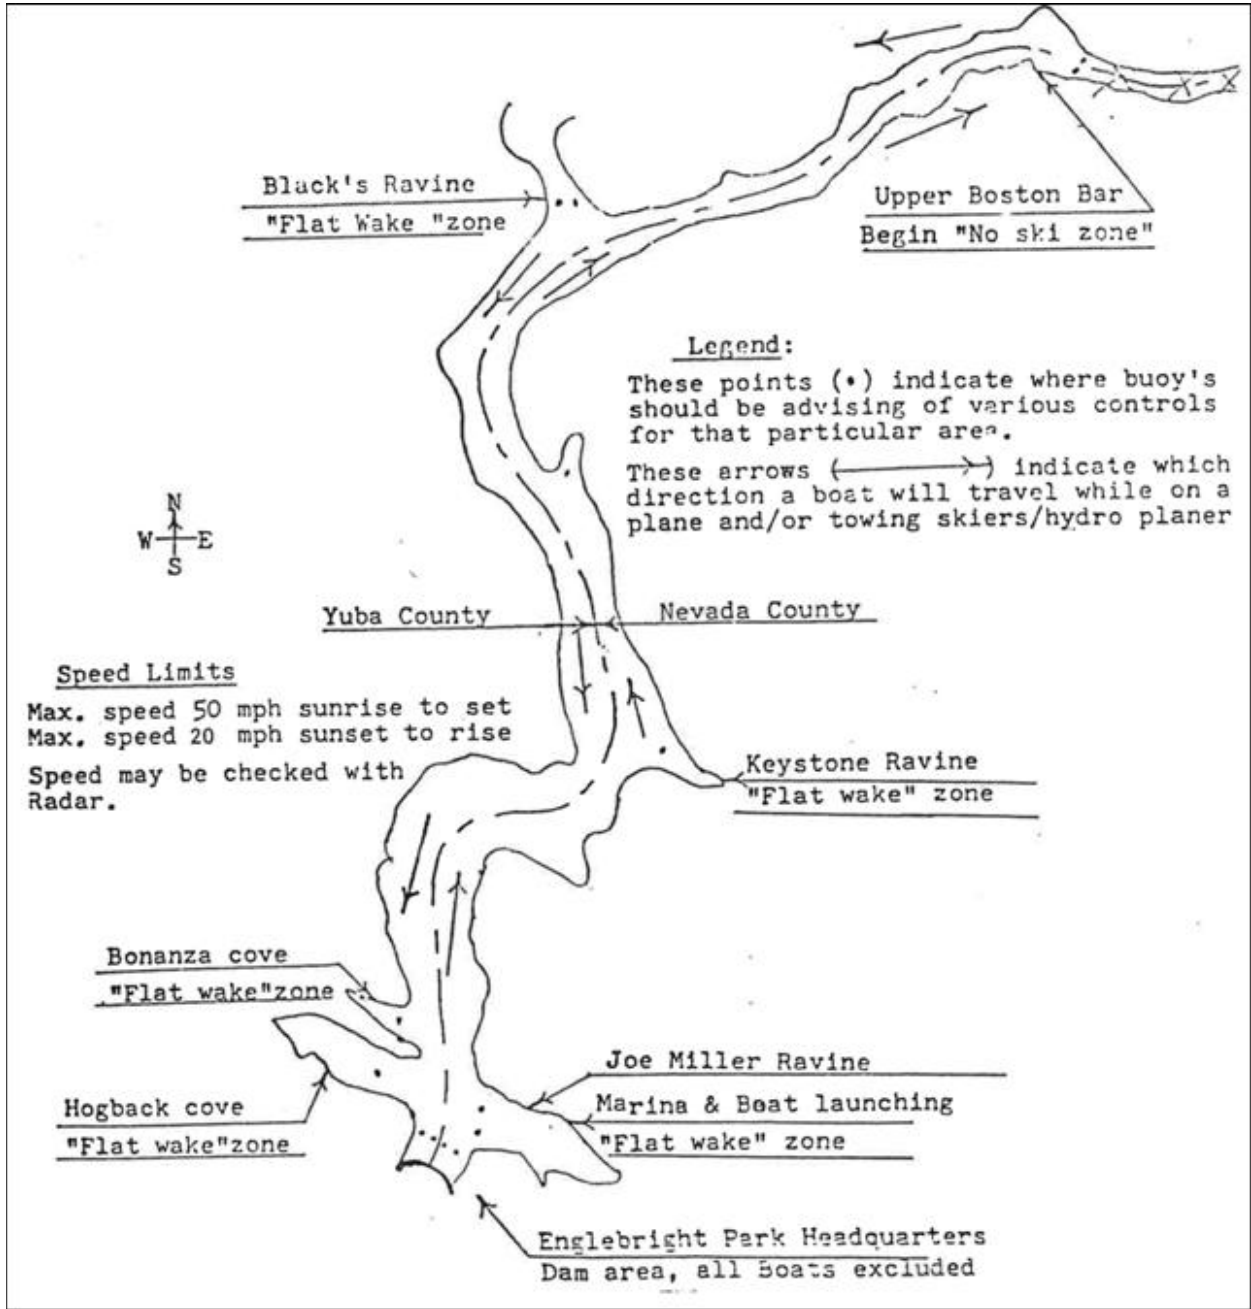 Black's Ravine
"Flat Wake "zone
Upper Boston Bar
Begin "No ski zone"
Legend:
These points (•) indicate where buoy's
should be advising of various controls
for that particular area.
These arrows (⟶) indicate which
direction a boat will travel while on a
plane and/or towing skiers/hydro planer
N
W E
S
Yuba County
Nevada County
Speed Limits
Max. speed 50 mph sunrise to set
Max. speed 20 mph sunset to rise
Speed may be checked with
Radar.
Keystone Ravine
"Flat wake" zone
Bonanza cove
"Flat wake"zone
Joe Miller Ravine
Marina & Boat launching
"Flat wake" zone
Hogback cove
"Flat wake"zone
Englebright Park Headquarters
Dam area, all Boats excluded